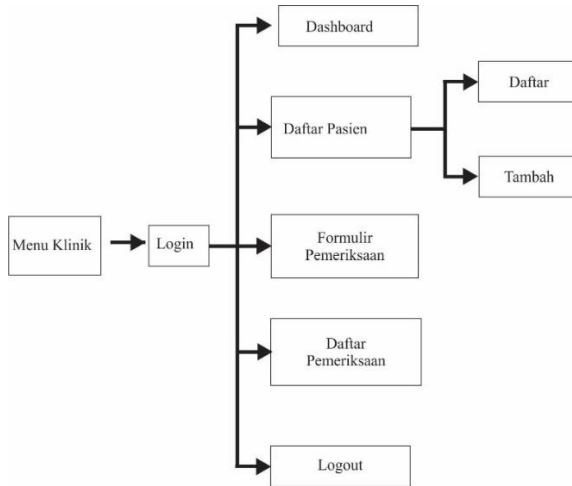 Dashboard
Daftar Pasien
Daftar
Tambah
Menu Klinik
Login
Formulir
Pemeriksaan
Daftar
Pemeriksaan
Logout